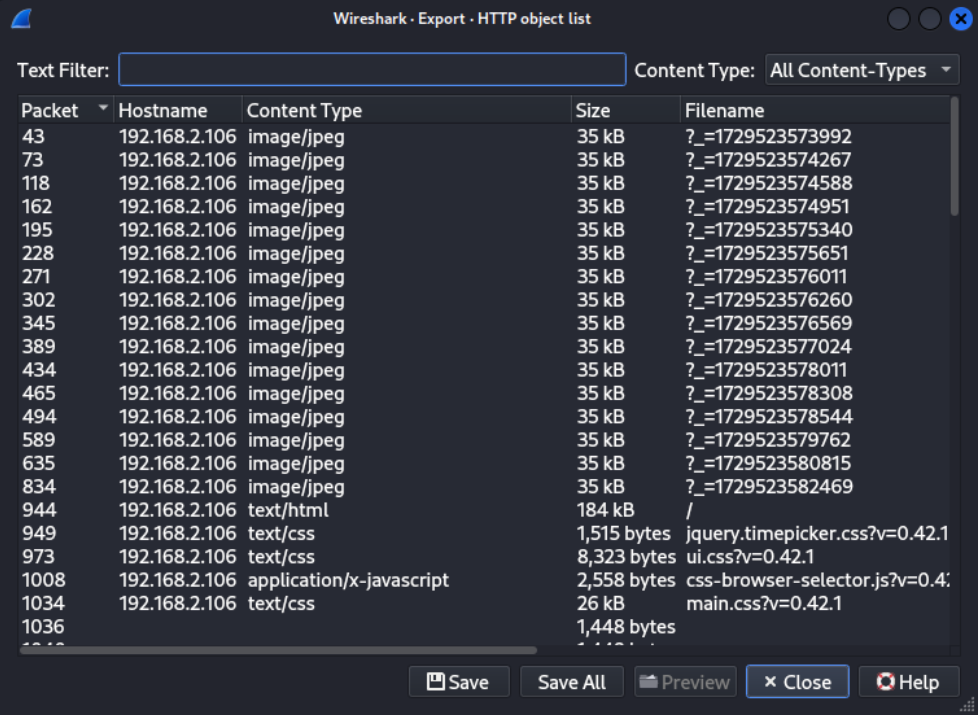 Wireshark · Export · HTTP object list
Text Filter: Content Type: All Content-Types
Packet Hostname Content Type Size Filename
43 192.168.2.106 image/jpeg 35 kB ?_=1729523573992
73 192.168.2.106 image/jpeg 35 kB ?_=1729523574267
118 192.168.2.106 image/jpeg 35 kB ?_=1729523574588
162 192.168.2.106 image/jpeg 35 kB ?_=1729523574951
195 192.168.2.106 image/jpeg 35 kB ?_=1729523575340
228 192.168.2.106 image/jpeg 35 kB ?_=1729523575651
271 192.168.2.106 image/jpeg 35 kB ?_=1729523576011
302 192.168.2.106 image/jpeg 35 kB ?_=1729523576260
345 192.168.2.106 image/jpeg 35 kB ?_=1729523576569
389 192.168.2.106 image/jpeg 35 kB ?_=1729523577024
434 192.168.2.106 image/jpeg 35 kB ?_=1729523578011
465 192.168.2.106 image/jpeg 35 kB ?_=1729523578308
494 192.168.2.106 image/jpeg 35 kB ?_=1729523578544
589 192.168.2.106 image/jpeg 35 kB ?_=1729523579762
635 192.168.2.106 image/jpeg 35 kB ?_=1729523580815
834 192.168.2.106 image/jpeg 35 kB ?_=1729523582469
944 192.168.2.106 text/html 184 kB /
949 192.168.2.106 text/css 1,515 bytes jquery.timepicker.css?v=0.42.1
973 192.168.2.106 text/css 8,323 bytes ui.css?v=0.42.1
1008 192.168.2.106 application/x-javascript 2,558 bytes css-browser-selector.js?v=0.42
1034 192.168.2.106 text/css 26 kB main.css?v=0.42.1
1036 1,448 bytes
Save Save All Preview Close Help